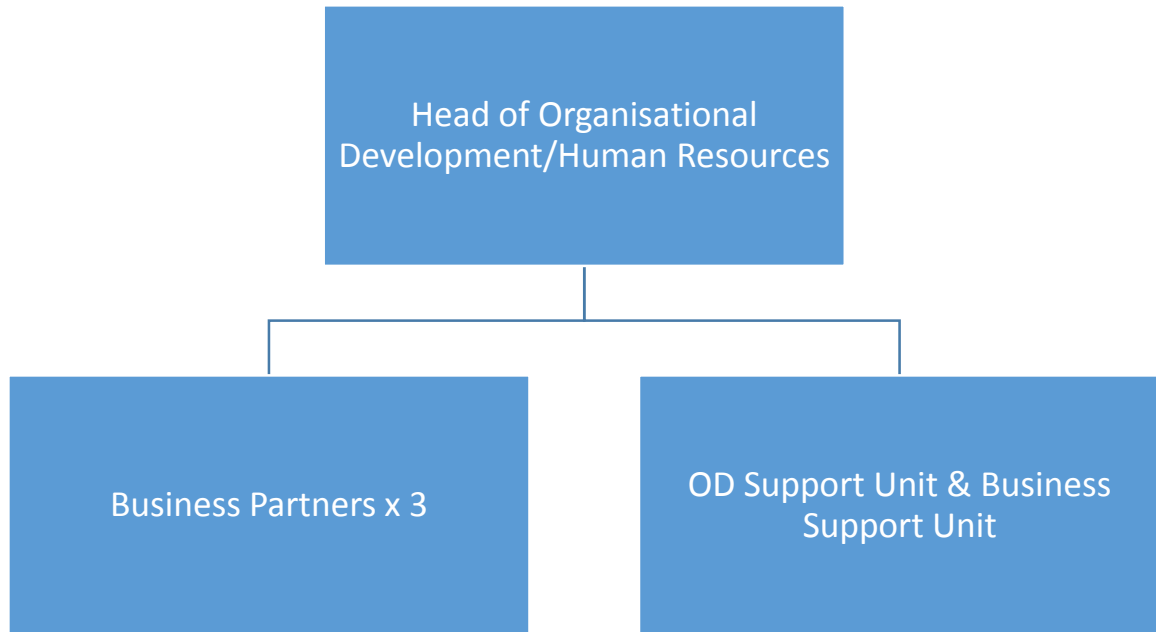 Head of Organisational
Development/Human Resources
Business Partners x 3
OD Support Unit & Business
Support Unit